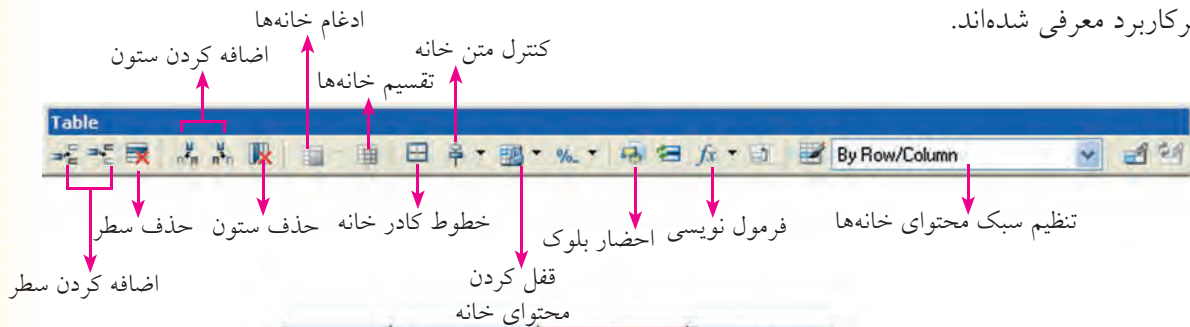 رکاربرد معرفی شده‌اند.
ادغام خانه‌ها
کنترل متن خانه
اضافه کردن ستون
تقسیم خانه‌ها
Table
By Row/Column
fx
%..
حذف سطر
حذف ستون
خطوط کادر خانه
احضار بلوک
فرمول نویسی
تنظیم سبک محتوای خانه‌ها
اضافه کردن سطر
قفل کردن
محتوای خانه